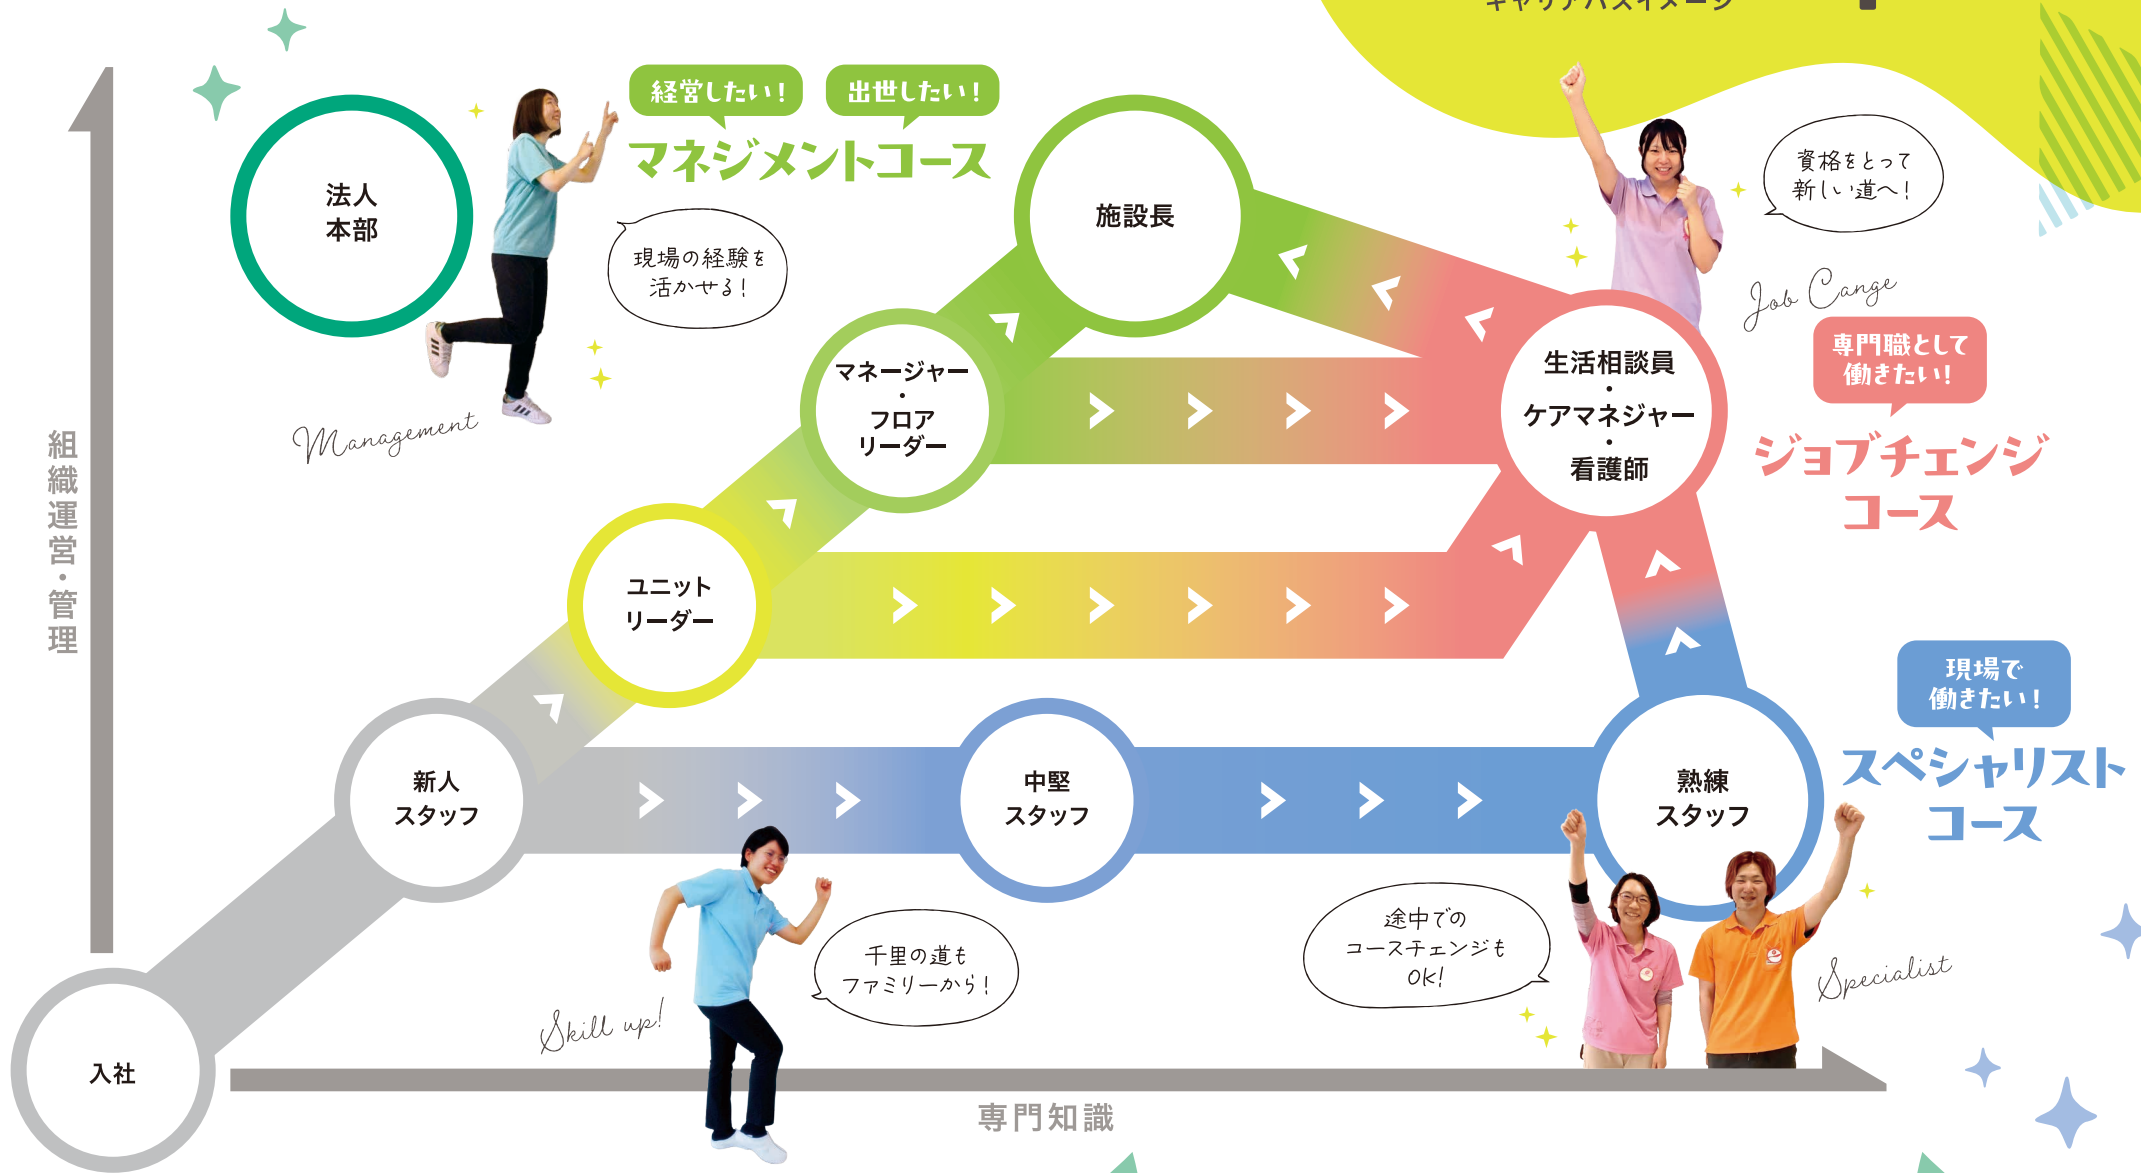 キャリアパスイメージ
経営したい！
出世したい！
マネジメントコース
法人
本部
現場の経験を
活かせる！
Management
施設長
資格をとって
新しい道へ！
Job Cange
専門職として
働きたい！
ジョブチェンジ
コース
マネージャー
・
フロア
リーダー
生活相談員
・
ケアマネジャー
・
看護師
組織運営・管理
ユニット
リーダー
現場で
働きたい！
スペシャリスト
コース
新人
スタッフ
中堅
スタッフ
熟練
スタッフ
千里の道も
ファミリーから！
Skill up!
途中での
コースチェンジも
OK!
Specialist
入社
専門知識